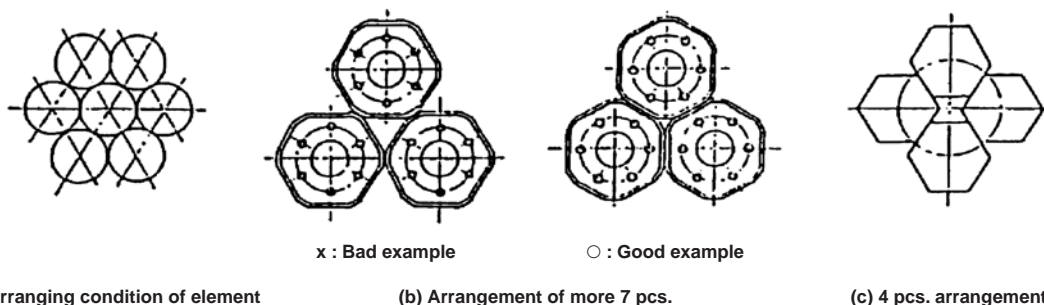 x : Bad example
○ : Good example
rranging condition of element
(b) Arrangement of more 7 pcs.
(c) 4 pcs. arrangement